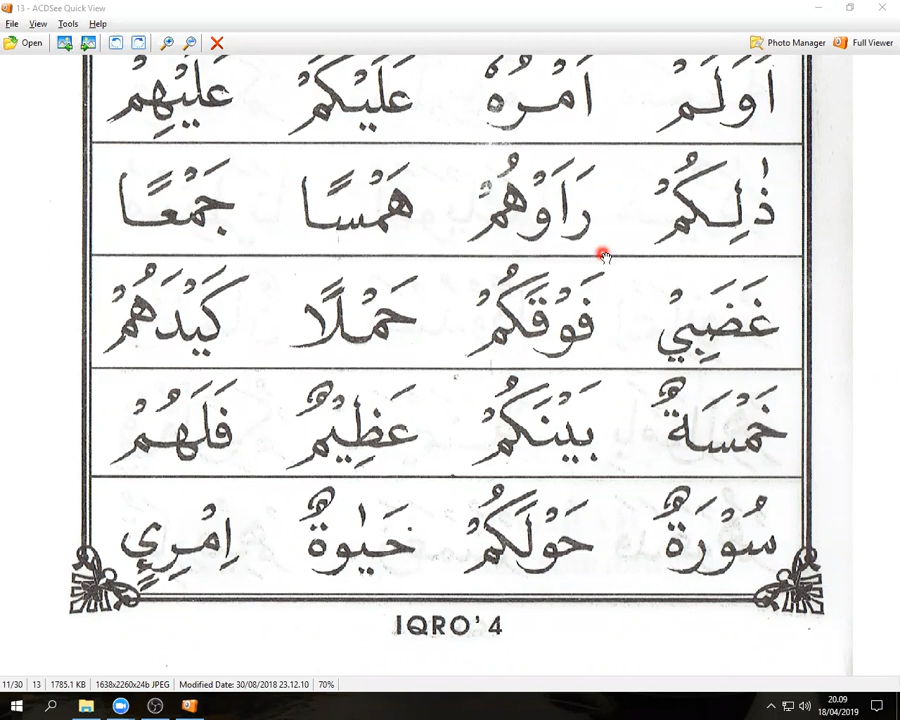 13 - ACDSee Quick View
File View Tools Help
Open Photo Manager Full Viewer
اَوَلَمْ اَمْرُهُ عَلَيْكُمْ عَلَيْهِمْ
ذٰلِكُمْ رَاَوْهُمْ هَمْسًا جَمْعًا
غَضَبِيْ فَوْقَكُمْ حَمْلًا كَيْدَهُمْ
خَمْسَةٌ بَيْنَكُمْ عَظِيْمٌ فَلَهُمْ
سُوْرَةٌ حَوْلَكُمْ حَيٰوةٌ اِمْرِيٍ
IQRO' 4
11/30 13 1785.1 KB 1638x2260x24b JPEG Modified Date: 30/08/2018 23.12.10 70%
20.09
18/04/2019